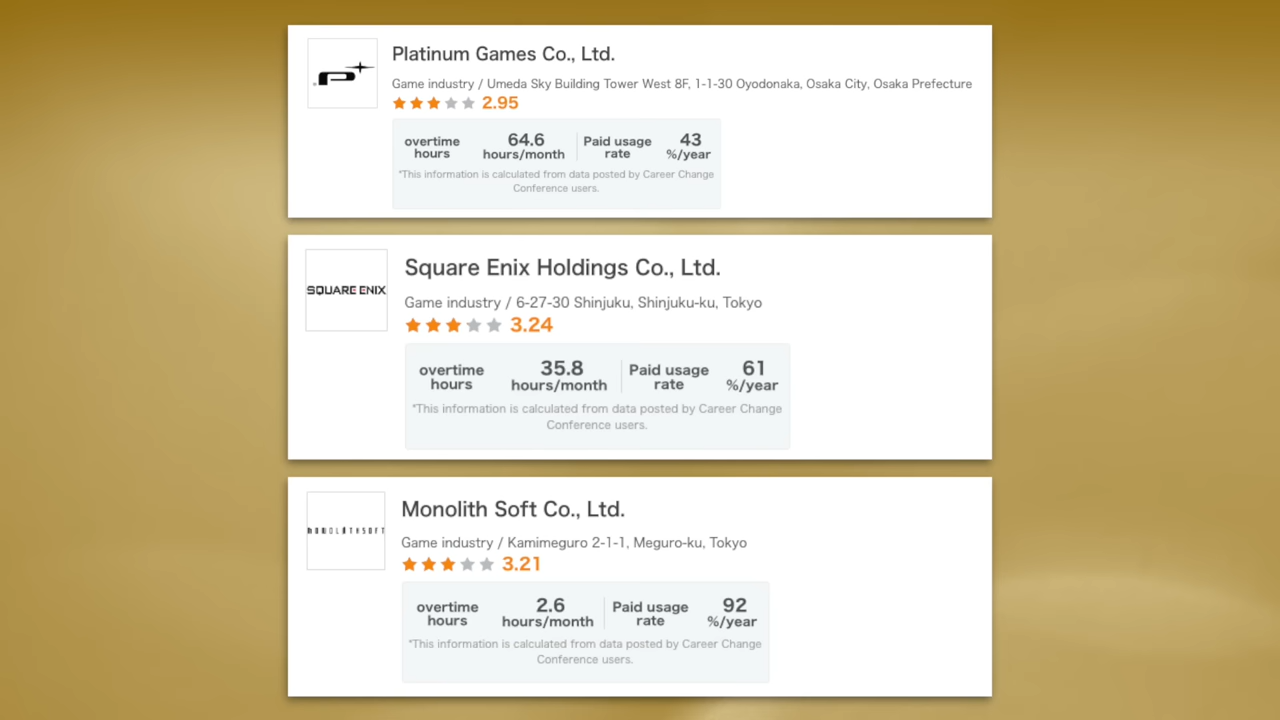 Platinum Games Co., Ltd.
Game industry / Umeda Sky Building Tower West 8F, 1-1-30 Oyodonaka, Osaka City, Osaka Prefecture
2.95
overtime hours 64.6 hours/month Paid usage rate 43 %/year
*This information is calculated from data posted by Career Change
Conference users.
SQUARE ENIX
Square Enix Holdings Co., Ltd.
Game industry / 6-27-30 Shinjuku, Shinjuku-ku, Tokyo
3.24
overtime hours 35.8 hours/month Paid usage rate 61 %/year
*This information is calculated from data posted by Career Change
Conference users.
MONOLITHSOFT
Monolith Soft Co., Ltd.
Game industry / Kamimeguro 2-1-1, Meguro-ku, Tokyo
3.21
overtime hours 2.6 hours/month Paid usage rate 92 %/year
*This information is calculated from data posted by Career Change
Conference users.